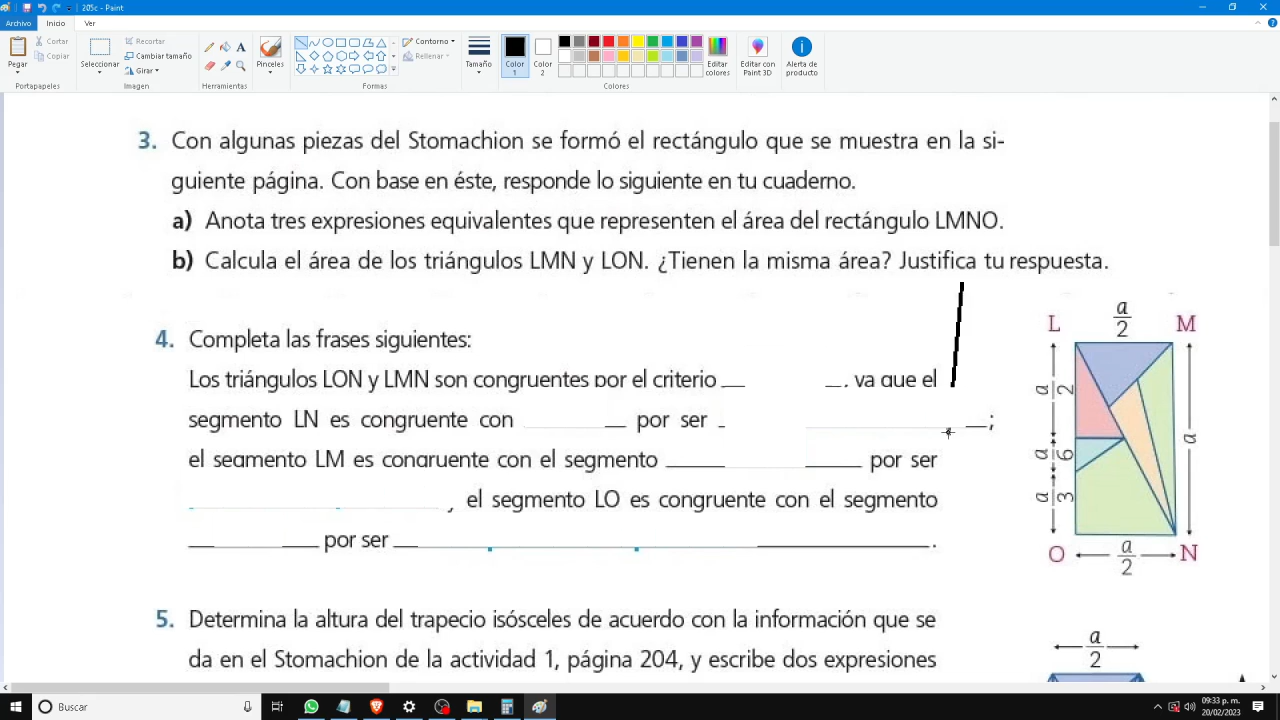 205c - Paint
Archivo Inicio Ver
Pegar
Cortar
Copiar
Portapapeles
Seleccionar
Recortar
Cambiar tamaño
Girar
Imagen
A
Herramientas
Pinceles
Contorno
Rellenar
Formas
Tamaño
Color 1
Color 2
Editar colores
Colores
Editar con Paint 3D
Alerta de producto
3. Con algunas piezas del Stomachion se formó el rectángulo que se muestra en la si-
guiente página. Con base en éste, responde lo siguiente en tu cuaderno.
a) Anota tres expresiones equivalentes que representen el área del rectángulo LMNO.
b) Calcula el área de los triángulos LMN y LON. ¿Tienen la misma área? Justifica tu respuesta.
4. Completa las frases siguientes:
Los triángulos LON y LMN son congruentes por el criterio __ __, ya que el
segmento LN es congruente con ____ por ser ____;
el segmento LM es congruente con el segmento ____ por ser
____, el segmento LO es congruente con el segmento
____ por ser ____.
L a/2 M
a/2
a/6
a/3
a
O a/2 N
5. Determina la altura del trapecio isósceles de acuerdo con la información que se
da en el Stomachion de la actividad 1, página 204, y escribe dos expresiones
a/2
Buscar
09:33 p. m.
20/02/2023